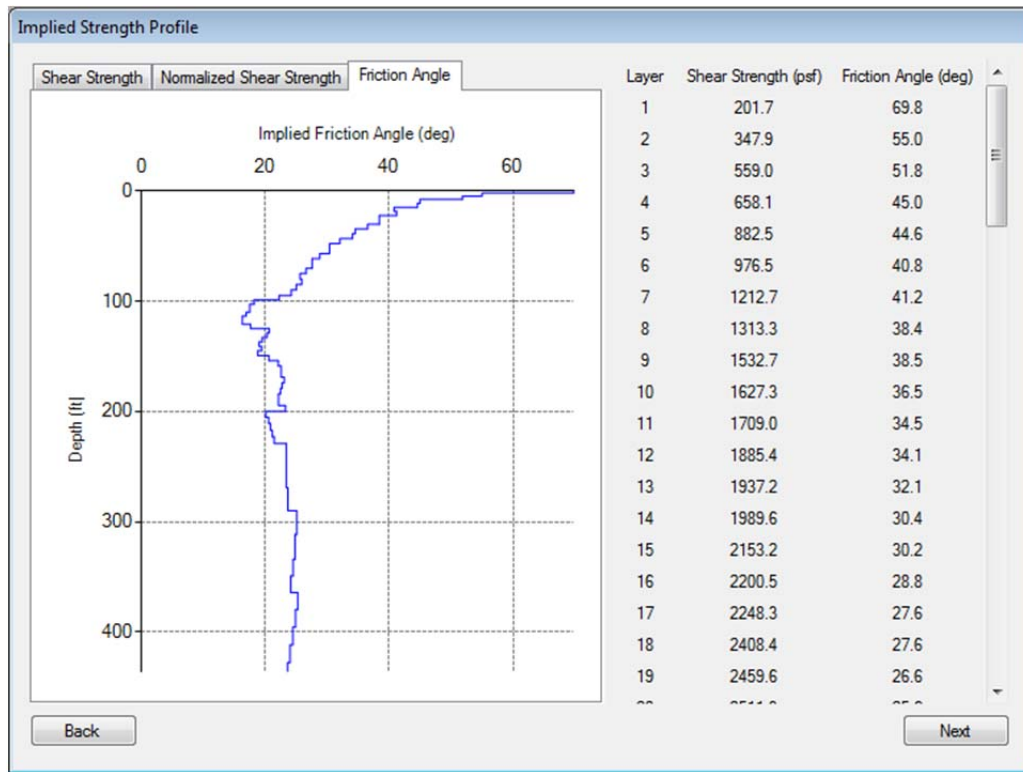 Implied Strength Profile
Shear Strength Normalized Shear Strength Friction Angle
Implied Friction Angle (deg)
0 20 40 60
0
100
200
300
400
Depth (ft)
Layer Shear Strength (psf) Friction Angle (deg)
1 201.7 69.8
2 347.9 55.0
3 559.0 51.8
4 658.1 45.0
5 882.5 44.6
6 976.5 40.8
7 1212.7 41.2
8 1313.3 38.4
9 1532.7 38.5
10 1627.3 36.5
11 1709.0 34.5
12 1885.4 34.1
13 1937.2 32.1
14 1989.6 30.4
15 2153.2 30.2
16 2200.5 28.8
17 2248.3 27.6
18 2408.4 27.6
19 2459.6 26.6
Back
Next